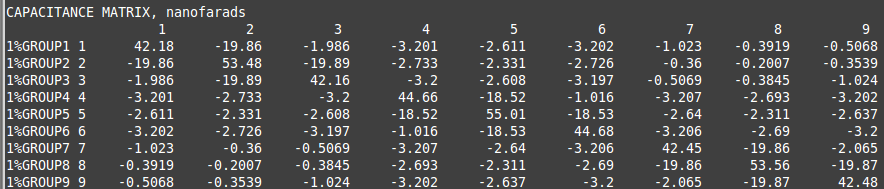 CAPACITANCE MATRIX, nanofarads
1 2 3 4 5 6 7 8 9
1%GROUP1 1 42.18 -19.86 -1.986 -3.201 -2.611 -3.202 -1.023 -0.3919 -0.5068
1%GROUP2 2 -19.86 53.48 -19.89 -2.733 -2.331 -2.726 -0.36 -0.2007 -0.3539
1%GROUP3 3 -1.986 -19.89 42.16 -3.2 -2.608 -3.197 -0.5069 -0.3845 -1.024
1%GROUP4 4 -3.201 -2.733 -3.2 44.66 -18.52 -1.016 -3.207 -2.693 -3.202
1%GROUP5 5 -2.611 -2.331 -2.608 -18.52 55.01 -18.53 -2.64 -2.311 -2.637
1%GROUP6 6 -3.202 -2.726 -3.197 -1.016 -18.53 44.68 -3.206 -2.69 -3.2
1%GROUP7 7 -1.023 -0.36 -0.5069 -3.207 -2.64 -3.206 42.45 -19.86 -2.065
1%GROUP8 8 -0.3919 -0.2007 -0.3845 -2.693 -2.311 -2.69 -19.86 53.56 -19.87
1%GROUP9 9 -0.5068 -0.3539 -1.024 -3.202 -2.637 -3.2 -2.065 -19.87 42.48